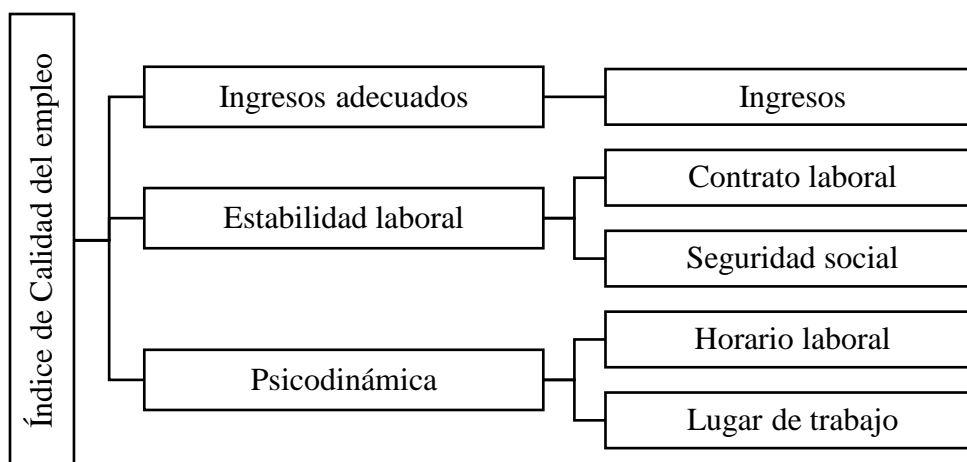 Índice de Calidad del empleo
Ingresos adecuados
Ingresos
Estabilidad laboral
Contrato laboral
Seguridad social
Psicodinámica
Horario laboral
Lugar de trabajo